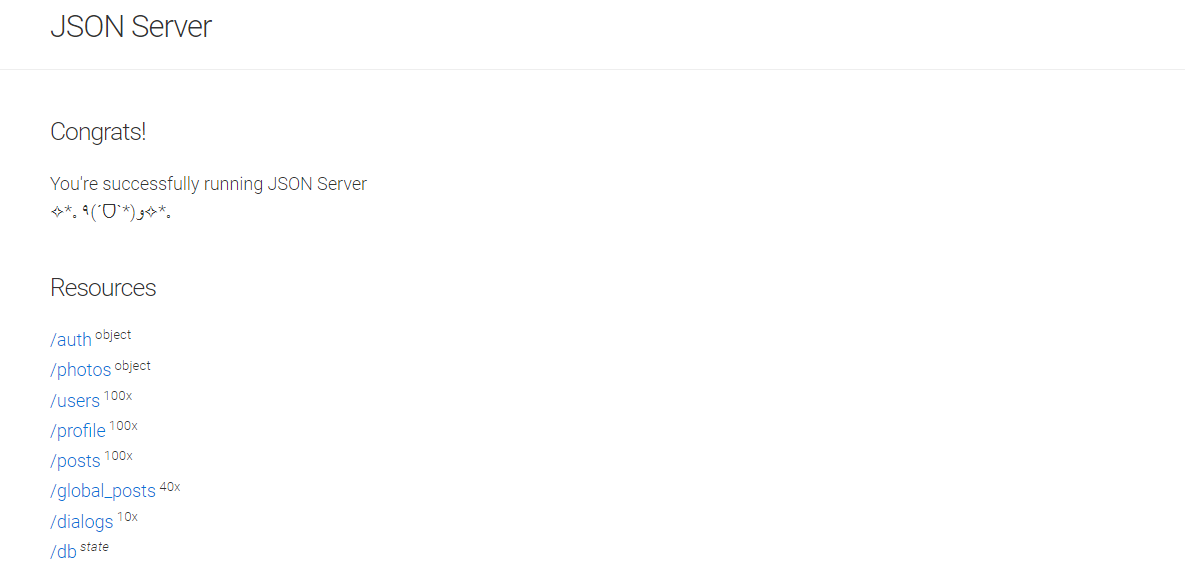 JSON Server
Congrats!
You're successfully running JSON Server
✧*｡٩(ˊᗜˋ*)و✧*｡
Resources
/auth object
/photos object
/users 100x
/profile 100x
/posts 100x
/global_posts 40x
/dialogs 10x
/db state